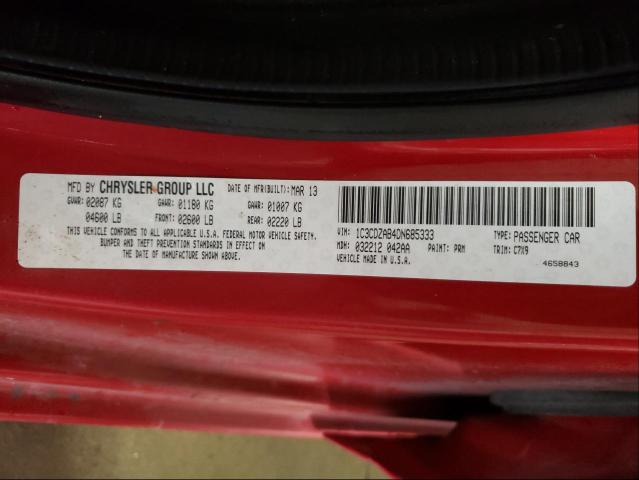 MFD BY CHRYSLER GROUP LLC DATE OF MFR(BUILT): MAR 13
GVWR: 02087 KG GAWR: 01180 KG GAWR: 01007 KG
04600 LB FRONT: 02600 LB REAR: 02220 LB
THIS VEHICLE CONFORMS TO ALL APPLICABLE U.S.A. FEDERAL MOTOR VEHICLE SAFETY,
BUMPER AND THEFT PREVENTION STANDARDS IN EFFECT ON
THE DATE OF MANUFACTURE SHOWN ABOVE.
VIN: 1C3CDZAB4DN685333 TYPE: PASSENGER CAR
MDH: 032212 042AA PAINT: PRM TRIM: C7X9
VEHICLE MADE IN U.S.A. 4658843